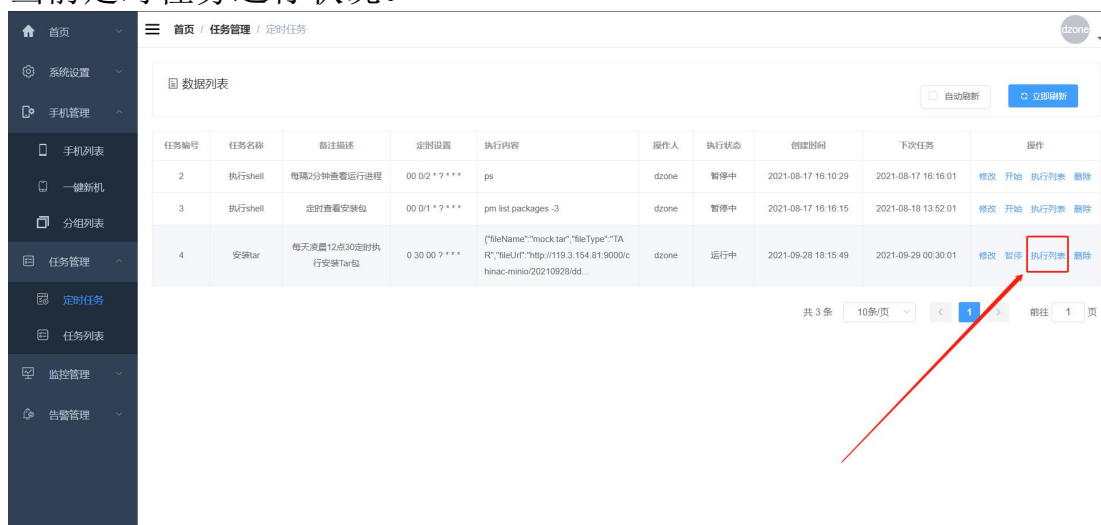 首页
首页 / 任务管理 / 定时任务
dzone
系统设置
数据列表
自动刷新
立即刷新
手机管理
手机列表
一键新机
分组列表
任务管理
定时任务
任务列表
监控管理
告警管理
任务编号 任务名称 备注描述 定时设置 执行内容 操作人 执行状态 创建时间 下次任务 操作
2 执行shell 每隔2分钟查看运行进程 00 0/2 * ? * * * ps dzone 暂停中 2021-08-17 16:10:29 2021-08-17 16:16:01 修改 开始 执行列表 删除
3 执行shell 定时查看安装包 00 0/1 * ? * * * pm list packages -3 dzone 暂停中 2021-08-17 16:16:15 2021-08-18 13:52:01 修改 开始 执行列表 删除
4 安装tar 每天凌晨12点30定时执
行安装Tar包 0 30 00 ? * * * {"fileName":"mock.tar","fileType":"TA
R","fileUrl":"http://119.3.154.81:9000/c
hinac-minio/20210928/dd... dzone 运行中 2021-09-28 18:15:49 2021-09-29 00:30:01 修改 暂停 执行列表 删除
共 3 条 10条/页 < 1 > 前往 1 页